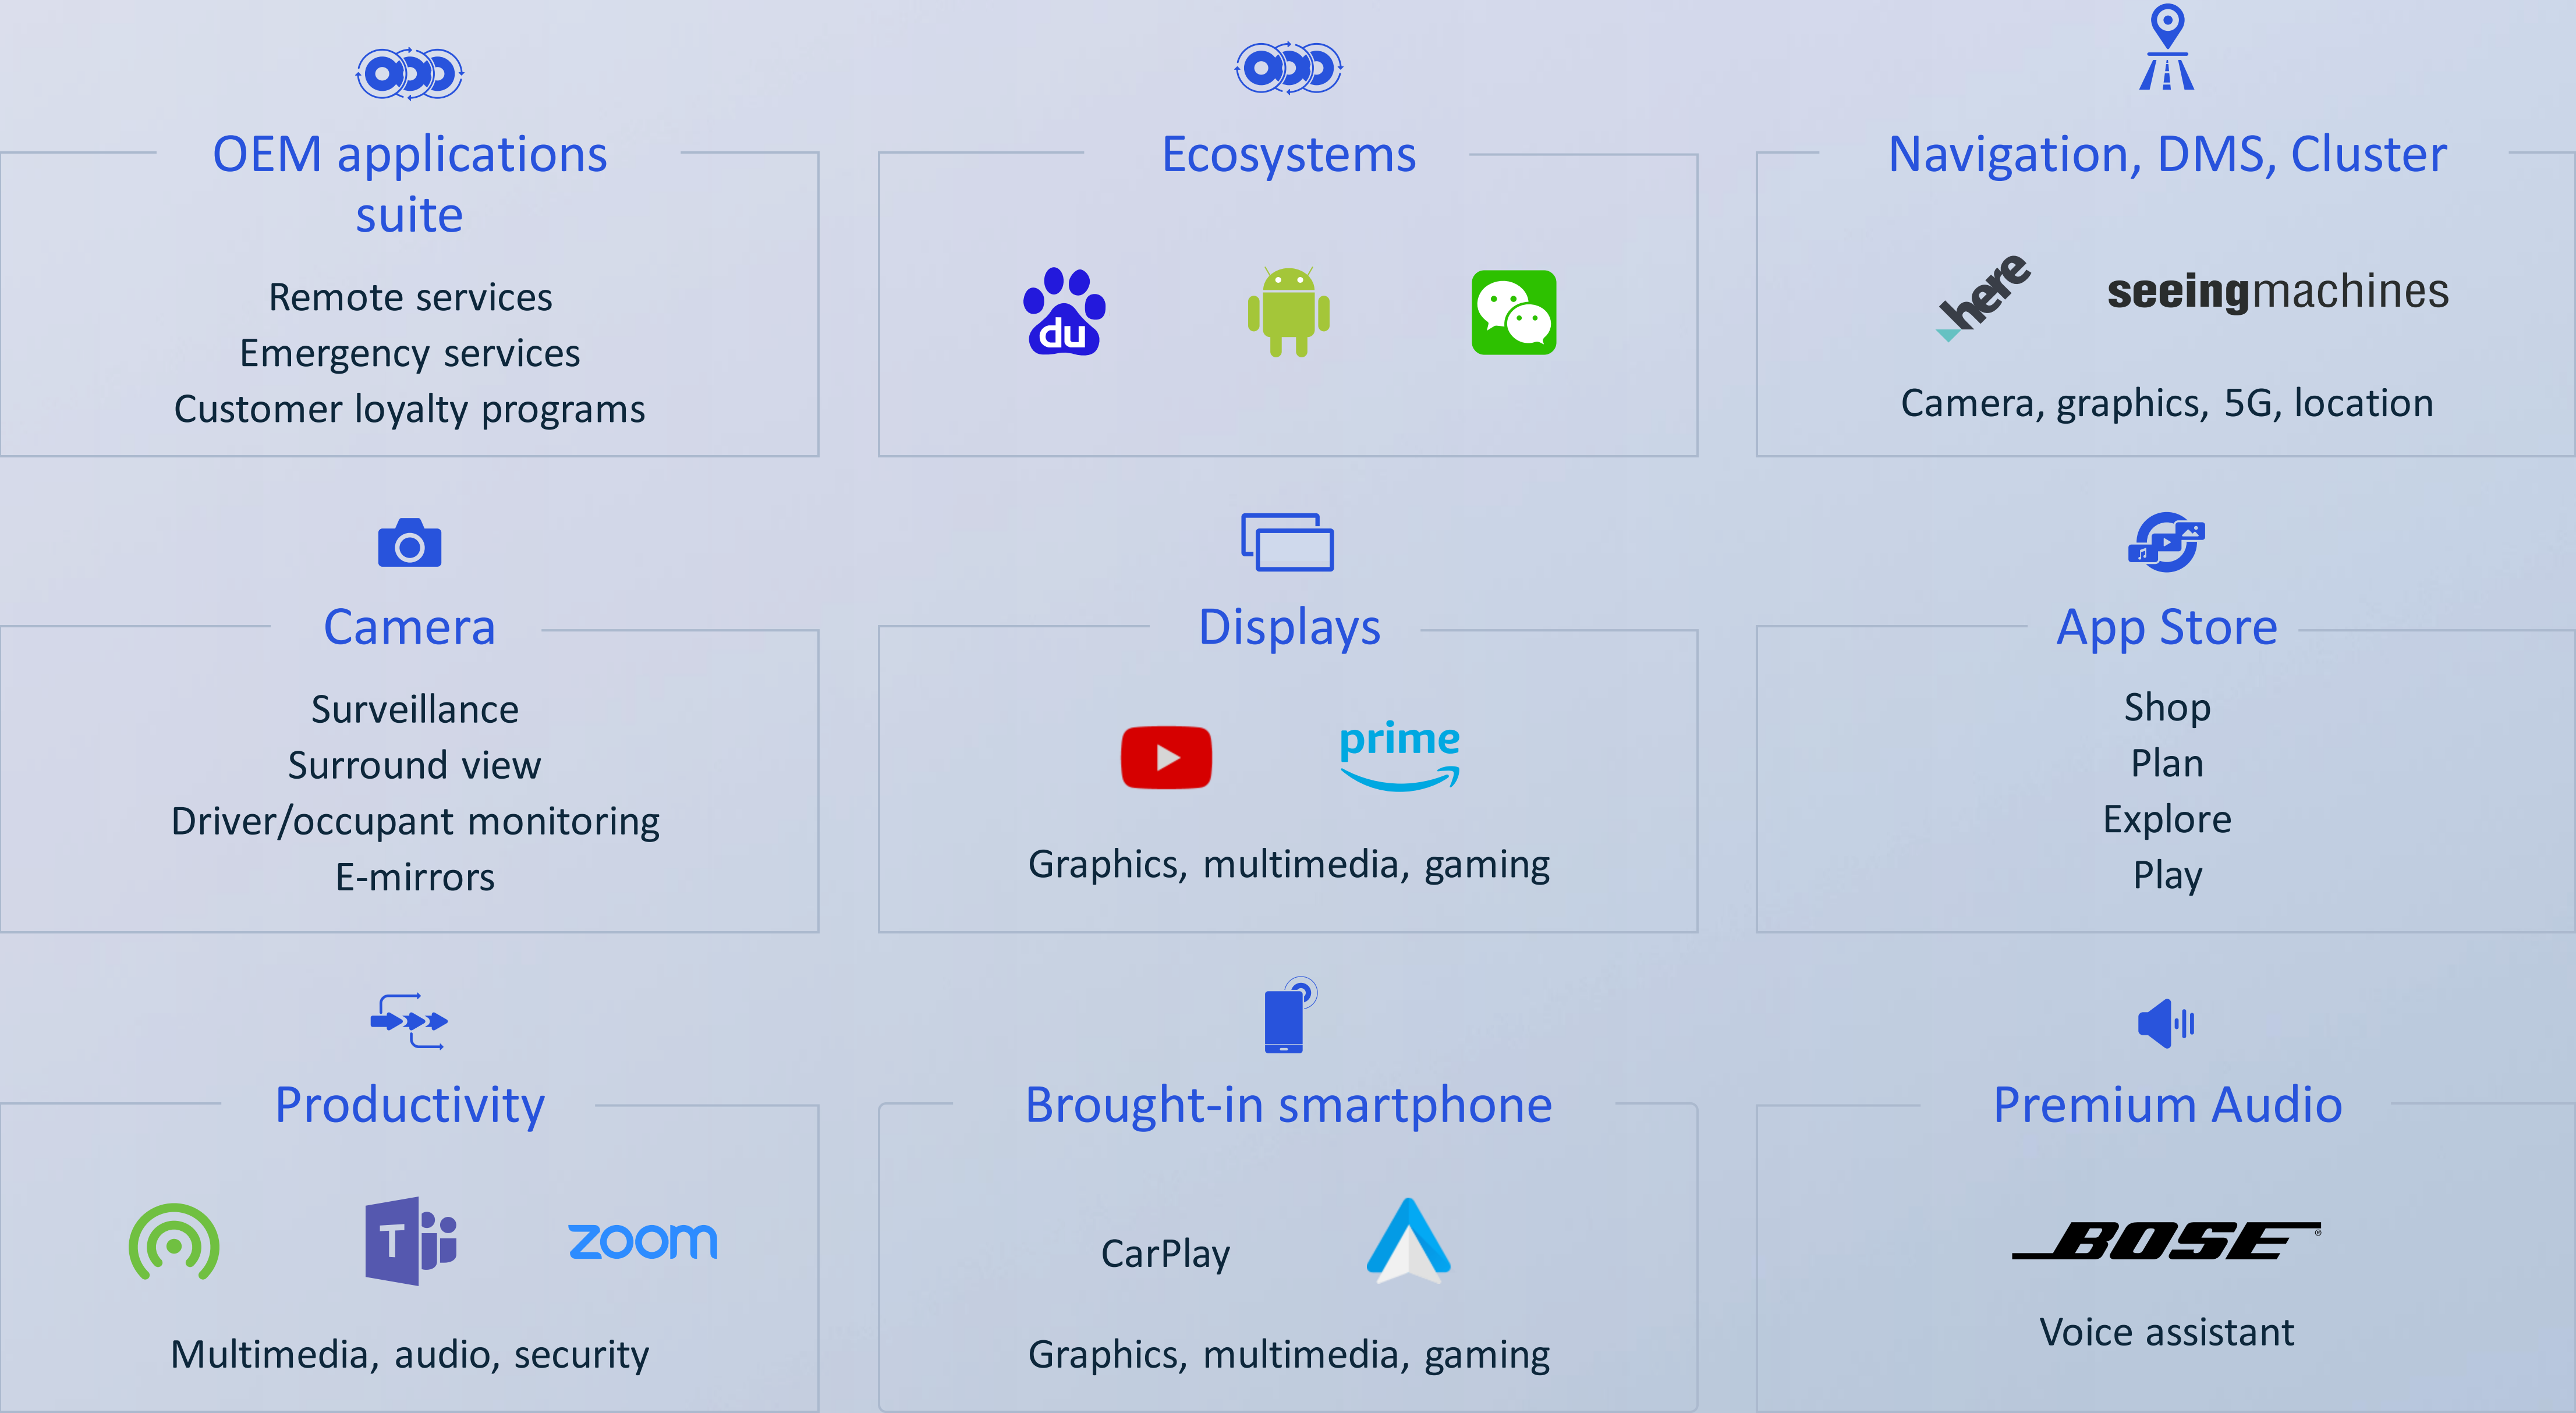 OEM applications
suite
Remote services
Emergency services
Customer loyalty programs
Ecosystems
du
Navigation, DMS, Cluster
here
seeingmachines
Camera, graphics, 5G, location
Camera
Surveillance
Surround view
Driver/occupant monitoring
E-mirrors
Displays
prime
Graphics, multimedia, gaming
App Store
Shop
Plan
Explore
Play
Productivity
T
zoom
Multimedia, audio, security
Brought-in smartphone
CarPlay
Graphics, multimedia, gaming
Premium Audio
BOSE®
Voice assistant